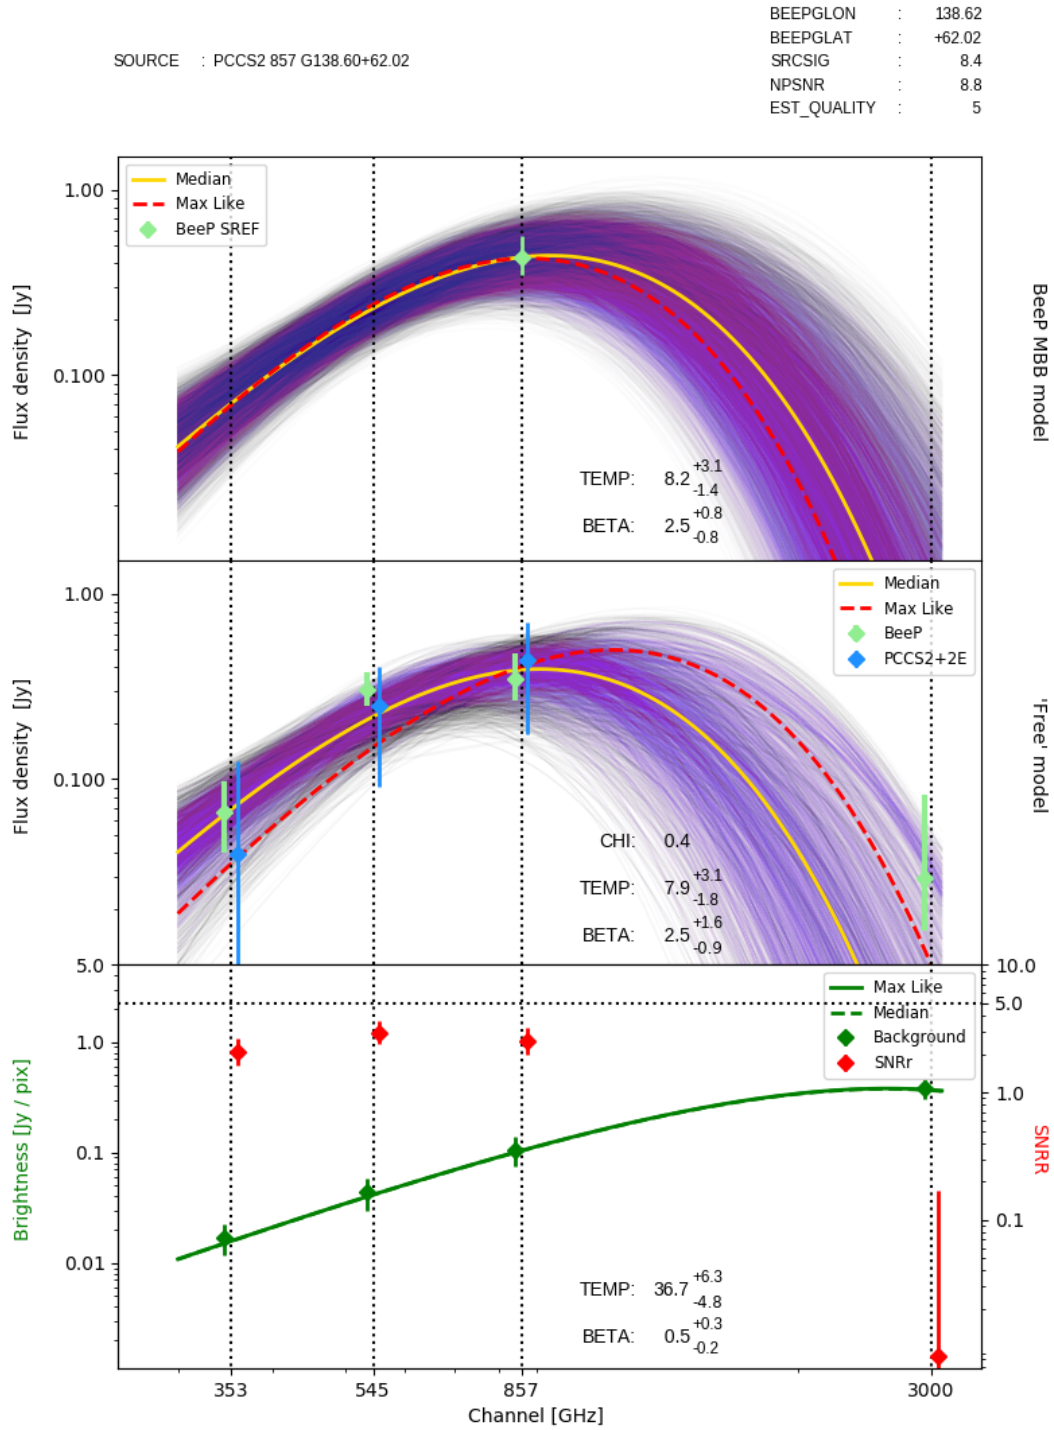 BEEPGLON : 138.62
BEEPGLAT : +62.02
SOURCE : PCCS2 857 G138.60+62.02
SRCSIG : 8.4
NPSNR : 8.8
EST_QUALITY : 5
Median
Max Like
BeeP SREF
1.00
0.100
Flux density [Jy]
BeeP MBB model
TEMP: 8.2 +3.1 -1.4
BETA: 2.5 +0.8 -0.8
Median
Max Like
BeeP
PCCS2+2E
1.00
0.100
Flux density [Jy]
'Free' model
CHI: 0.4
TEMP: 7.9 +3.1 -1.8
BETA: 2.5 +1.6 -0.9
Max Like
Median
Background
SNRr
5.0
1.0
0.1
0.01
Brightness [Jy / pix]
10.0
5.0
1.0
0.1
SNRR
TEMP: 36.7 +6.3 -4.8
BETA: 0.5 +0.3 -0.2
353 545 857 3000
Channel [GHz]